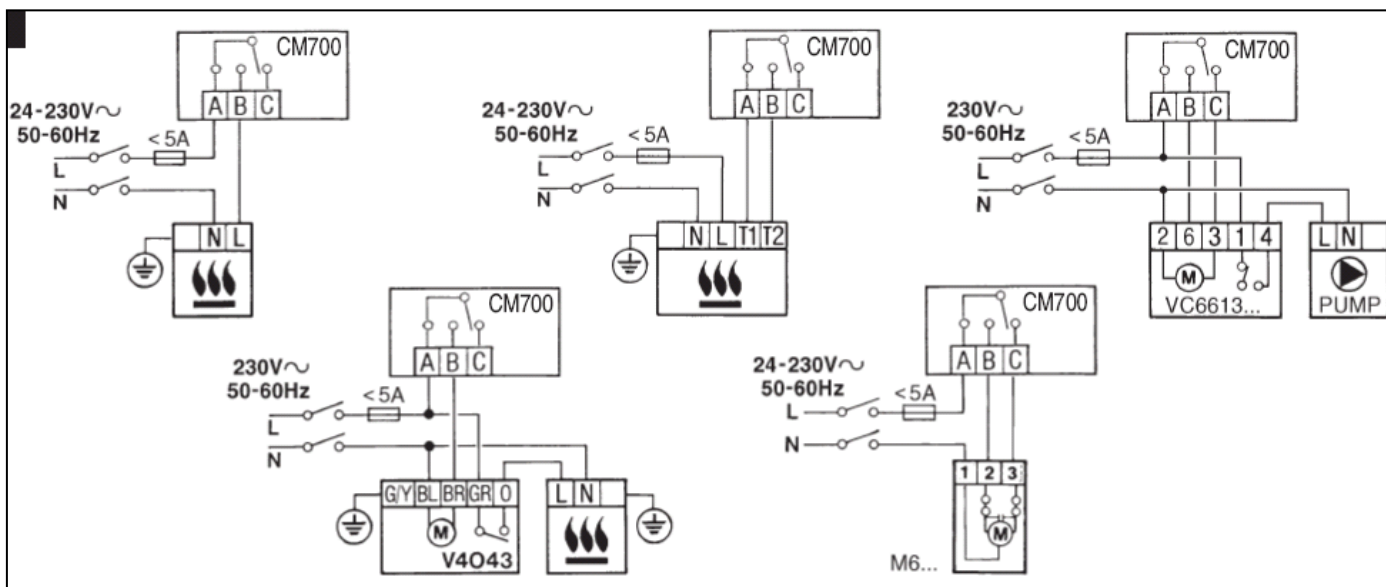 CM700
A B C
24-230V~
50-60Hz
<5A
L
N
N L
CM700
A B C
24-230V~
50-60Hz
<5A
L
N
N L T1 T2
CM700
A B C
230V~
50-60Hz
<5A
L
N
2 6 3 1 4
M
VC6613...
L N
PUMP
CM700
A B C
230V~
50-60Hz
<5A
L
N
G/Y BL BR GR O
M
V4O43
L N
CM700
A B C
24-230V~
50-60Hz
<5A
L
N
1 2 3
M
M6...